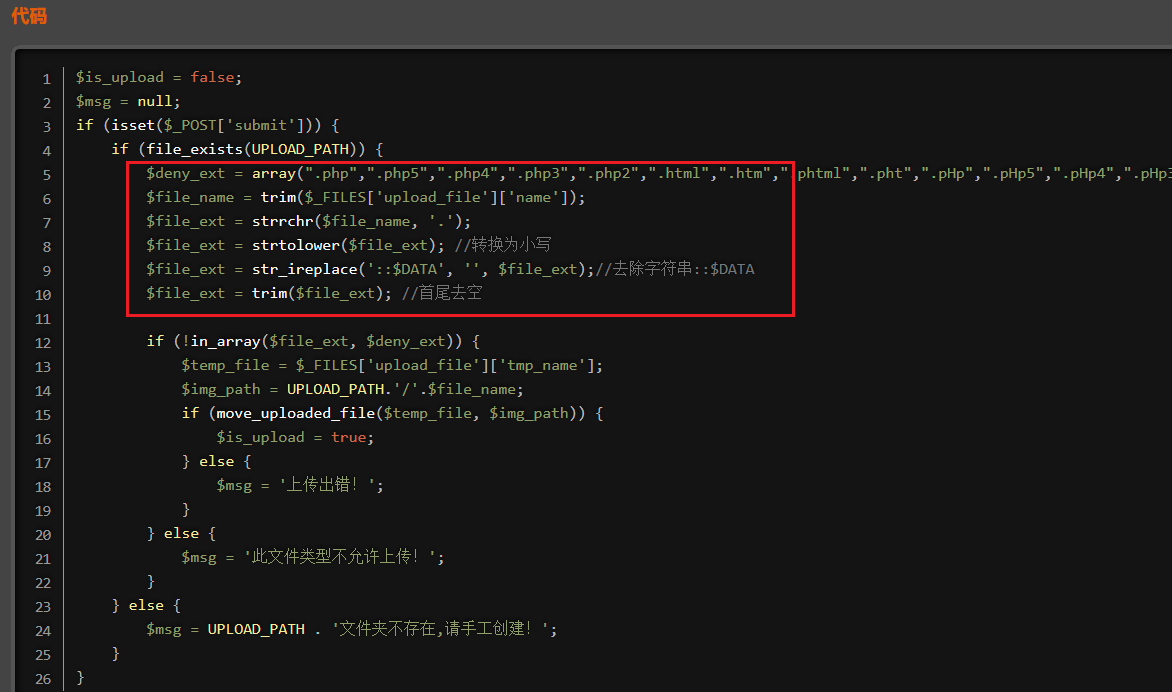 代码
1 $is_upload = false;
2 $msg = null;
3 if (isset($_POST['submit'])) {
4     if (file_exists(UPLOAD_PATH)) {
5         $deny_ext = array(".php",".php5",".php4",".php3",".php2",".html",".htm",".phtml",".pht",".pHp",".pHp5",".pHp4",".pHp3
6         $file_name = trim($_FILES['upload_file']['name']);
7         $file_ext = strrchr($file_name, '.');
8         $file_ext = strtolower($file_ext); //转换为小写
9         $file_ext = str_ireplace('::$DATA', '', $file_ext);//去除字符串::$DATA
10         $file_ext = trim($file_ext); //首尾去空
11
12         if (!in_array($file_ext, $deny_ext)) {
13             $temp_file = $_FILES['upload_file']['tmp_name'];
14             $img_path = UPLOAD_PATH.'/'.$file_name;
15             if (move_uploaded_file($temp_file, $img_path)) {
16                 $is_upload = true;
17             } else {
18                 $msg = '上传出错！';
19             }
20         } else {
21             $msg = '此文件类型不允许上传！';
22         }
23     } else {
24         $msg = UPLOAD_PATH . '文件夹不存在,请手工创建！';
25     }
26 }